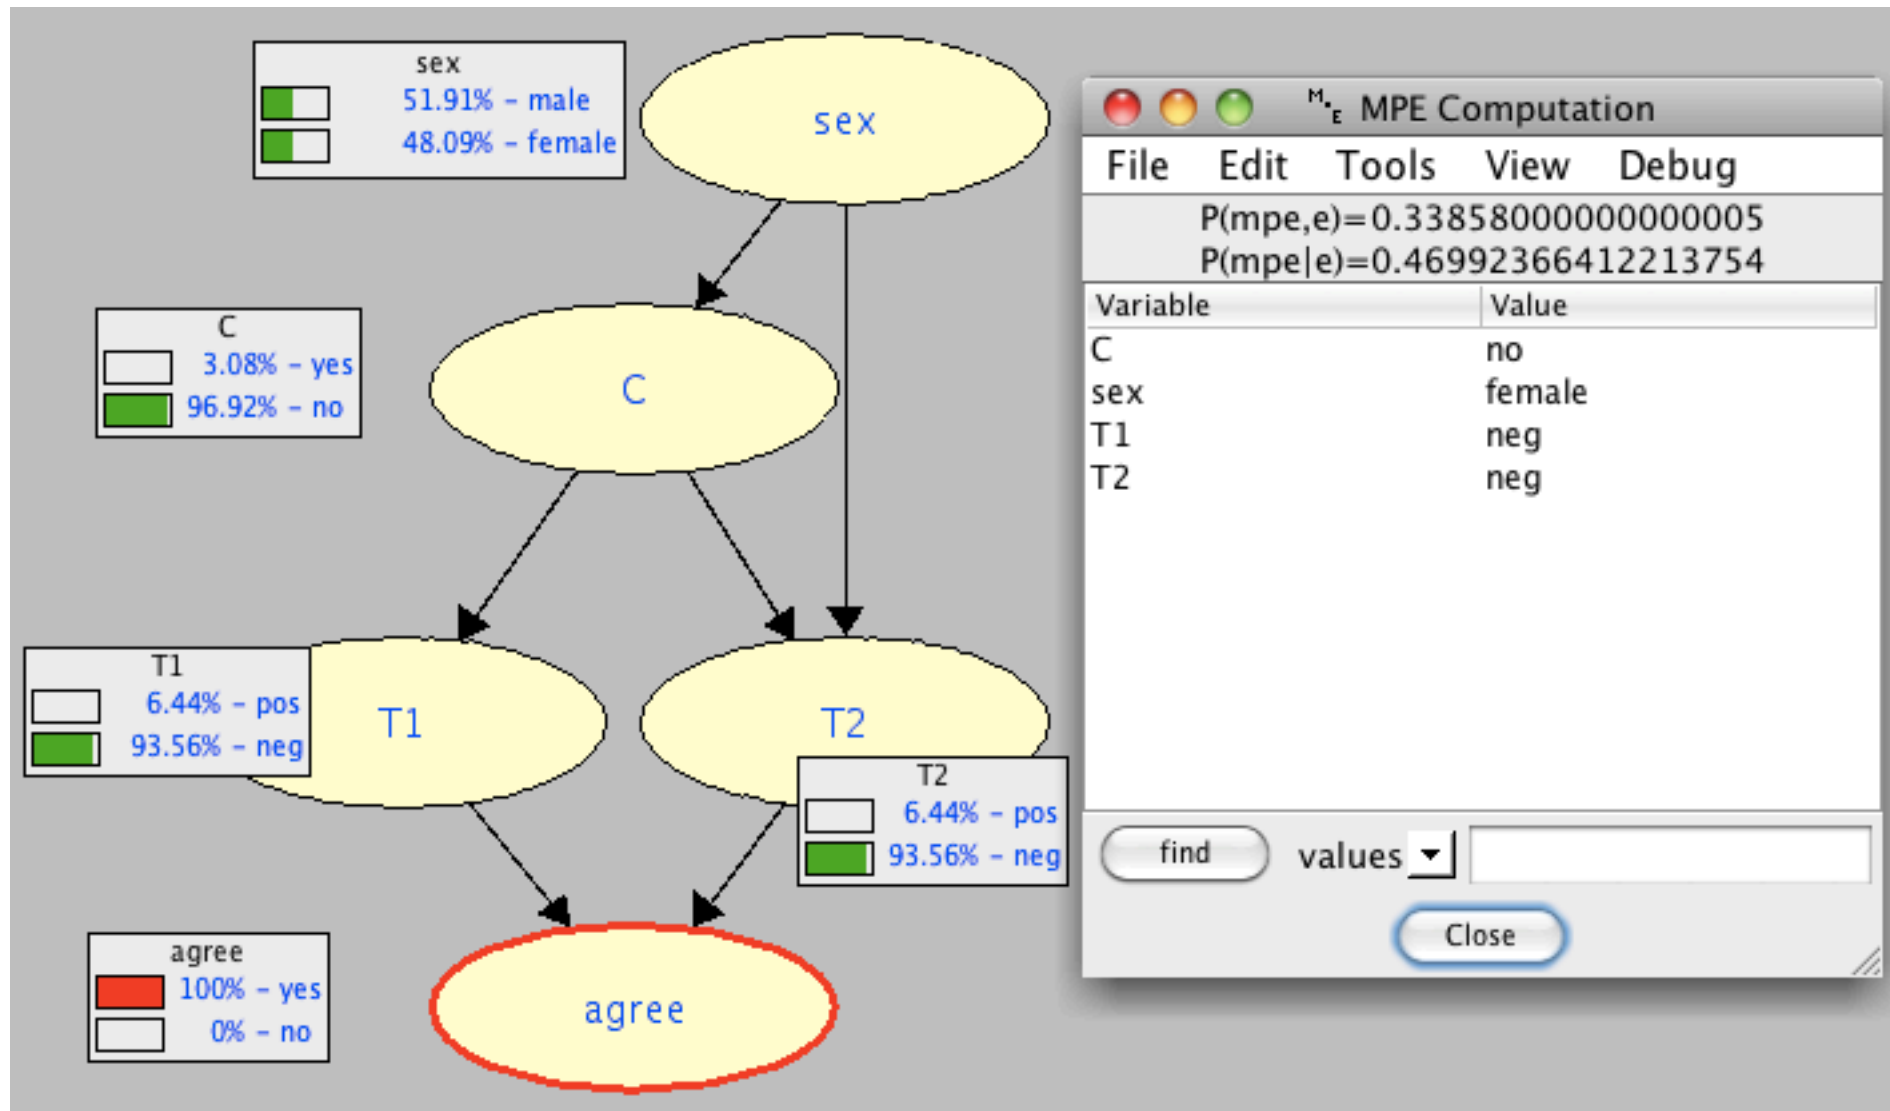 sex
51.91% – male
48.09% – female
sex
C
3.08% – yes
96.92% – no
C
T1
6.44% – pos
93.56% – neg
T1
T2
T2
6.44% – pos
93.56% – neg
agree
100% – yes
0% – no
agree
M.E MPE Computation
File Edit Tools View Debug
P(mpe,e)=0.33858000000000005
P(mpe|e)=0.46992366412213754
Variable Value
C no
sex female
T1 neg
T2 neg
find values
Close